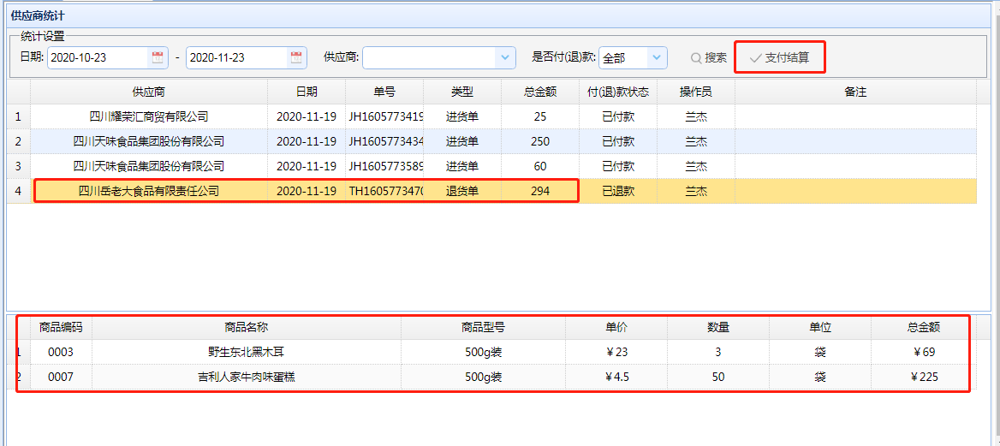 供应商统计
统计设置
日期: 2020-10-23 - 2020-11-23 供应商: 是否付(退)款: 全部 搜索 支付结算
供应商 日期 单号 类型 总金额 付(退)款状态 操作员 备注
1 四川耀荣汇商贸有限公司 2020-11-19 JH1605773419 进货单 25 已付款 兰杰
2 四川天味食品集团股份有限公司 2020-11-19 JH1605773434 进货单 250 已付款 兰杰
3 四川天味食品集团股份有限公司 2020-11-19 JH1605773589 进货单 60 已付款 兰杰
4 四川岳老大食品有限责任公司 2020-11-19 TH1605773470 退货单 294 已退款 兰杰
商品编码 商品名称 商品型号 单价 数量 单位 总金额
1 0003 野生东北黑木耳 500g装 ¥23 3 袋 ¥69
2 0007 吉利人家牛肉味蛋糕 500g装 ¥4.5 50 袋 ¥225